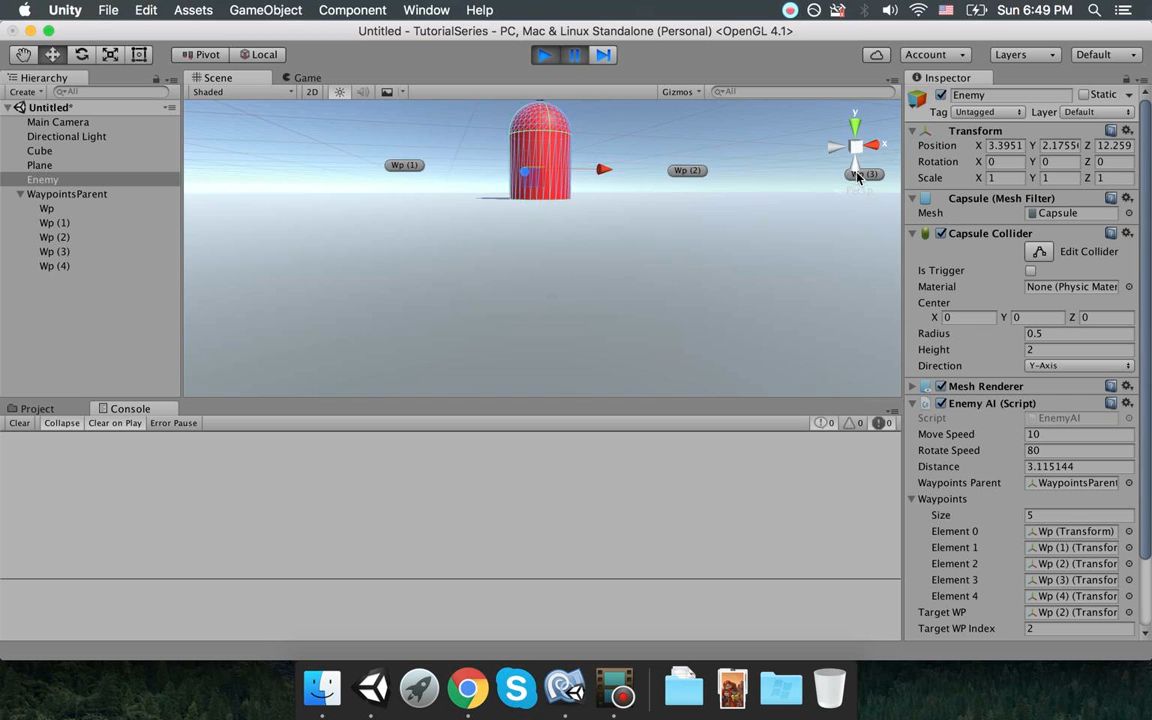 Unity File Edit Assets GameObject Component Window Help Sun 6:49 PM
Untitled - TutorialSeries - PC, Mac & Linux Standalone (Personal) <OpenGL 4.1>
Pivot Local Account Layers Default
Hierarchy Scene Game Inspector
Create All Shaded 2D Gizmos All
Enemy Static
Tag Untagged Layer Default
Untitled*
Main Camera
Directional Light
Cube
Plane
Enemy
WaypointsParent
Wp
Wp (1)
Wp (2)
Wp (3)
Wp (4)
Wp (1)
Wp (2)
y
x
(3)
Persp
Transform
Position X 3.3951 Y 2.1755 Z 12.259
Rotation X 0 Y 0 Z 0
Scale X 1 Y 1 Z 1
Capsule (Mesh Filter)
Mesh Capsule
Capsule Collider
Edit Collider
Is Trigger
Material None (Physic Mater
Center
X 0 Y 0 Z 0
Radius 0.5
Height 2
Direction Y-Axis
Mesh Renderer
Enemy AI (Script)
Script EnemyAI
Move Speed 10
Rotate Speed 80
Distance 3.115144
Waypoints Parent WaypointsParent
Waypoints
Size 5
Element 0 Wp (Transform)
Element 1 Wp (1) (Transfor
Element 2 Wp (2) (Transfor
Element 3 Wp (3) (Transfor
Element 4 Wp (4) (Transfor
Target WP Wp (2) (Transfor
Target WP Index 2
Project Console
Clear Collapse Clear on Play Error Pause 0 0 0